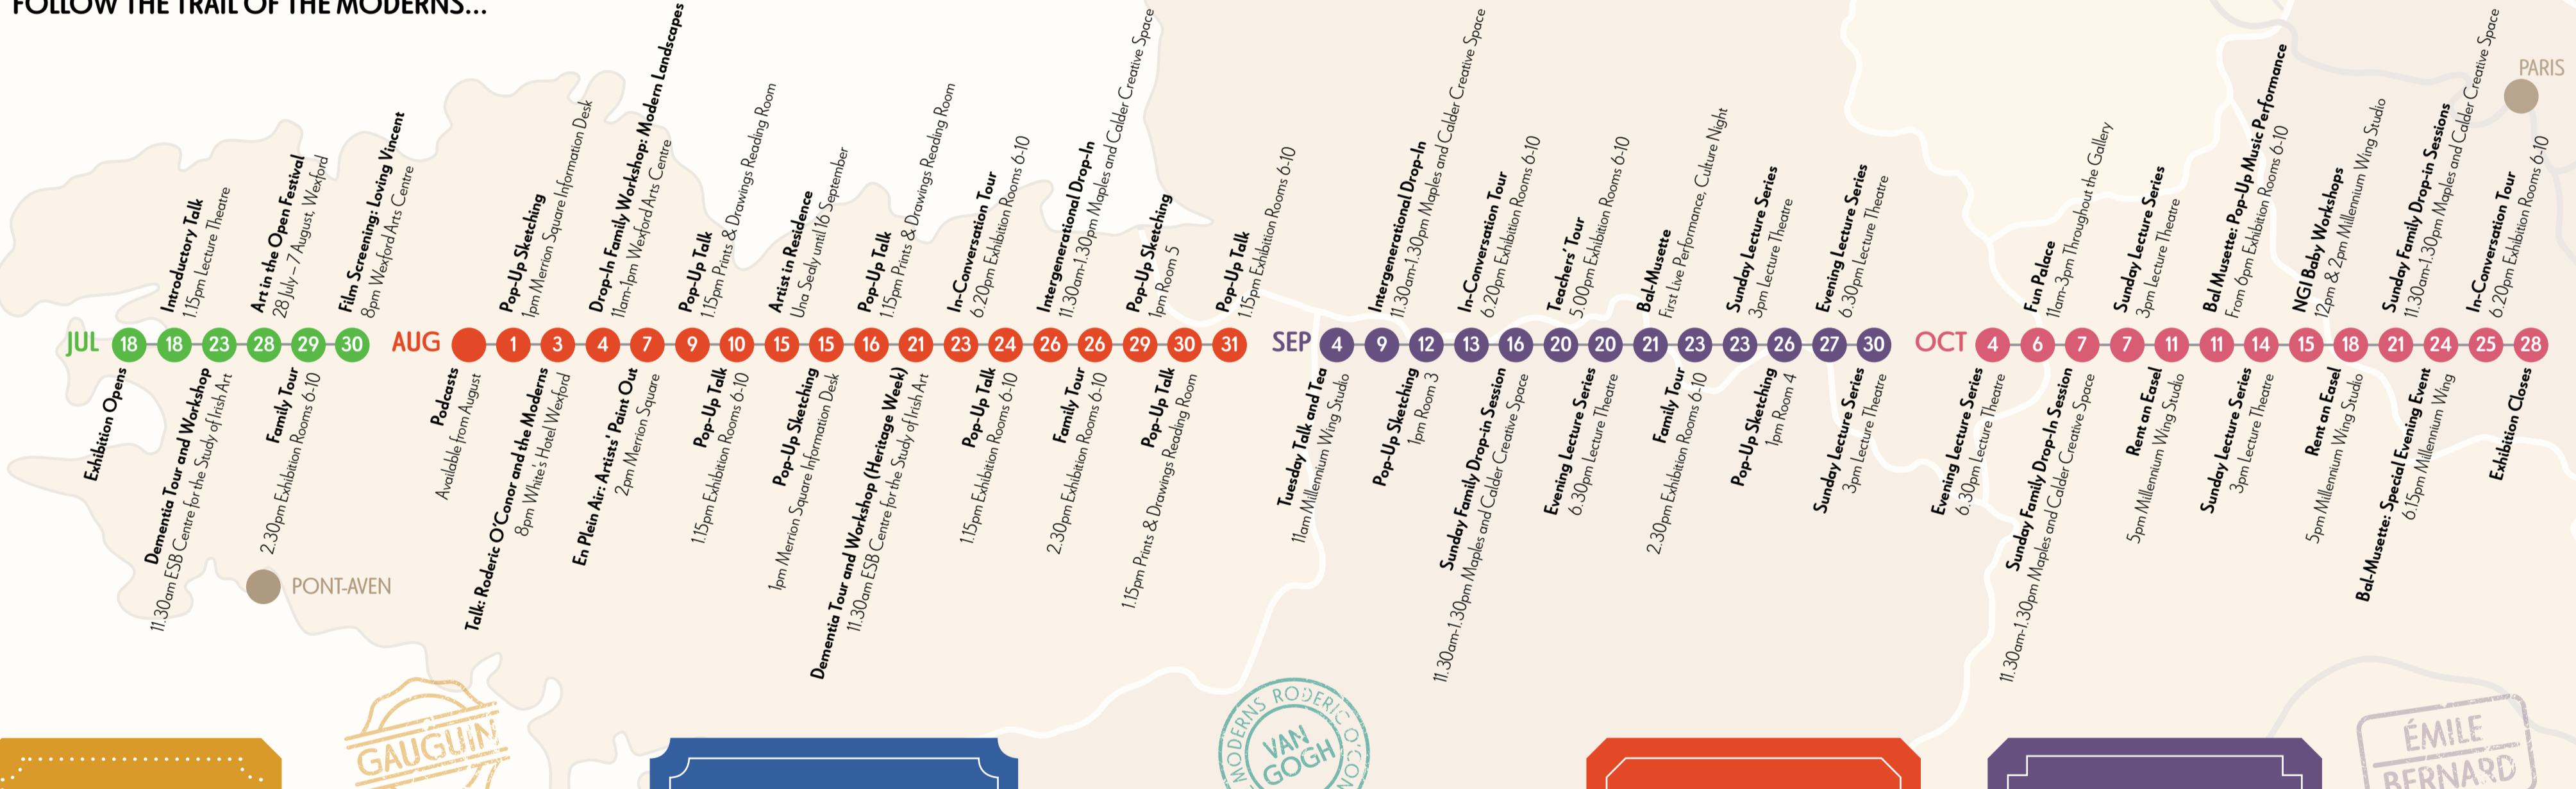 FOLLOW THE TRAIL OF THE MODERNS...
Introductory Talk
1.15pm Lecture Theatre
Art in the Open Festival
28 July – 7 August, Wexford
Film Screening: Loving Vincent
8pm Wexford Arts Centre
Pop-Up Sketching
1pm Merrion Square Information Desk
Drop-In Family Workshop: Modern Landscapes
11am-1pm Wexford Arts Centre
Pop-Up Talk
1.15pm Prints & Drawings Reading Room
Artist in Residence
Una Sealy until 16 September
Pop-Up Talk
1.15pm Prints & Drawings Reading Room
In-Conversation Tour
6.20pm Exhibition Rooms 6-10
Intergenerational Drop-In
11.30am-1.30pm Maples and Calder Creative Space
Pop-Up Sketching
1pm Room 5
Pop-Up Talk
1.15pm Exhibition Rooms 6-10
Intergenerational Drop-In
11.30am-1.30pm Maples and Calder Creative Space
In-Conversation Tour
6.20pm Exhibition Rooms 6-10
Teachers' Tour
5.00pm Exhibition Rooms 6-10
Bal-Musette
First Live Performance, Culture Night
Sunday Lecture Series
3pm Lecture Theatre
Evening Lecture Series
6.30pm Lecture Theatre
Fun Palace
11am-3pm Throughout the Gallery
Sunday Lecture Series
3pm Lecture Theatre
Bal Musette: Pop-Up Music Performance
From 6pm Exhibition Rooms 6-10
NGI Baby Workshops
12pm & 2pm Millennium Wing Studio
Sunday Family Drop-in Sessions
11.30am-1.30pm Maples and Calder Creative Space
In-Conversation Tour
6.20pm Exhibition Rooms 6-10
PARIS
JUL 18 18 23 28 29 30 AUG 1 3 4 7 9 10 15 15 16 21 23 24 26 26 29 30 31 SEP 4 9 12 13 16 20 20 21 23 23 26 27 30 OCT 4 6 7 7 11 11 14 15 18 21 24 25 28
Exhibition Opens
Dementia Tour and Workshop
11.30am ESB Centre for the Study of Irish Art
Family Tour
2.30pm Exhibition Rooms 6-10
Podcasts
Available from August
Talk: Roderic O'Conor and the Moderns
8pm White's Hotel Wexford
En Plein Air: Artists' Paint Out
2pm Merrion Square
Pop-Up Talk
1.15pm Exhibition Rooms 6-10
Pop-Up Sketching
1pm Merrion Square Information Desk
Dementia Tour and Workshop (Heritage Week)
11.30am ESB Centre for the Study of Irish Art
Pop-Up Talk
1.15pm Exhibition Rooms 6-10
Family Tour
2.30pm Exhibition Rooms 6-10
Pop-Up Talk
1.15pm Prints & Drawings Reading Room
Tuesday Talk and Tea
11am Millennium Wing Studio
Pop-Up Sketching
1pm Room 3
Sunday Family Drop-in Session
11.30am-1.30pm Maples and Calder Creative Space
Evening Lecture Series
6.30pm Lecture Theatre
Family Tour
2.30pm Exhibition Rooms 6-10
Pop-Up Sketching
1pm Room 4
Sunday Lecture Series
3pm Lecture Theatre
Evening Lecture Series
6.30pm Lecture Theatre
Sunday Family Drop-In Session
11.30am-1.30pm Maples and Calder Creative Space
Rent an Easel
5pm Millennium Wing Studio
Sunday Lecture Series
3pm Lecture Theatre
Rent an Easel
5pm Millennium Wing Studio
Bal-Musette: Special Evening Event
6.15pm Millennium Wing
Exhibition Closes
PONT-AVEN
GAUGUIN
MODERNS RODERIC O'CON
VAN
GOGH
ÉMILE
BERNARD